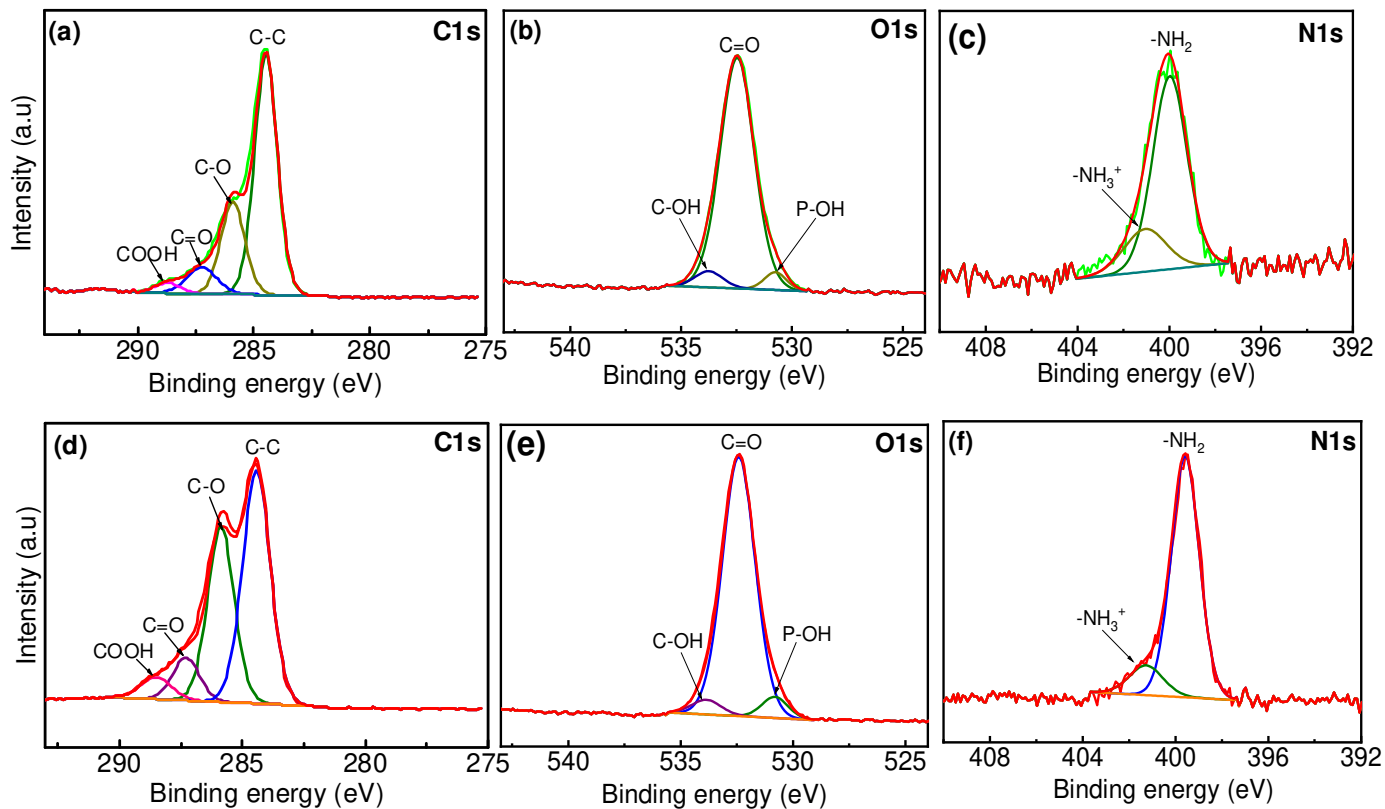 (a)
C1s
C-C
C-O
C=O
COOH
Intensity (a.u)
290 285 280 275
Binding energy (eV)
(b)
O1s
C=O
C-OH
P-OH
540 535 530 525
Binding energy (eV)
(c)
N1s
-NH₂
-NH₃⁺
408 404 400 396 392
Binding energy (eV)
(d)
C1s
C-C
C-O
C=O
COOH
Intensity (a.u)
290 285 280 275
Binding energy (eV)
(e)
O1s
C=O
C-OH
P-OH
540 535 530 525
Binding energy (eV)
(f)
N1s
-NH₂
-NH₃⁺
408 404 400 396 392
Binding energy (eV)